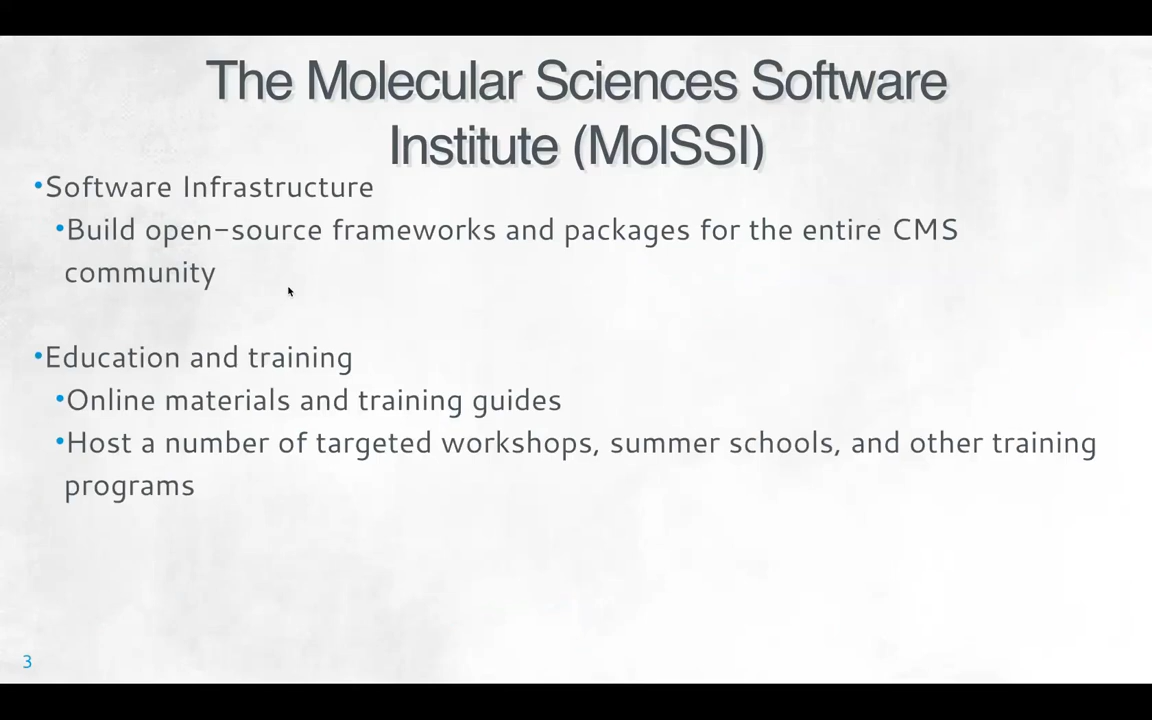 The Molecular Sciences Software
Institute (MolSSI)
•Software Infrastructure
•Build open-source frameworks and packages for the entire CMS
community
•Education and training
•Online materials and training guides
•Host a number of targeted workshops, summer schools, and other training
programs
3